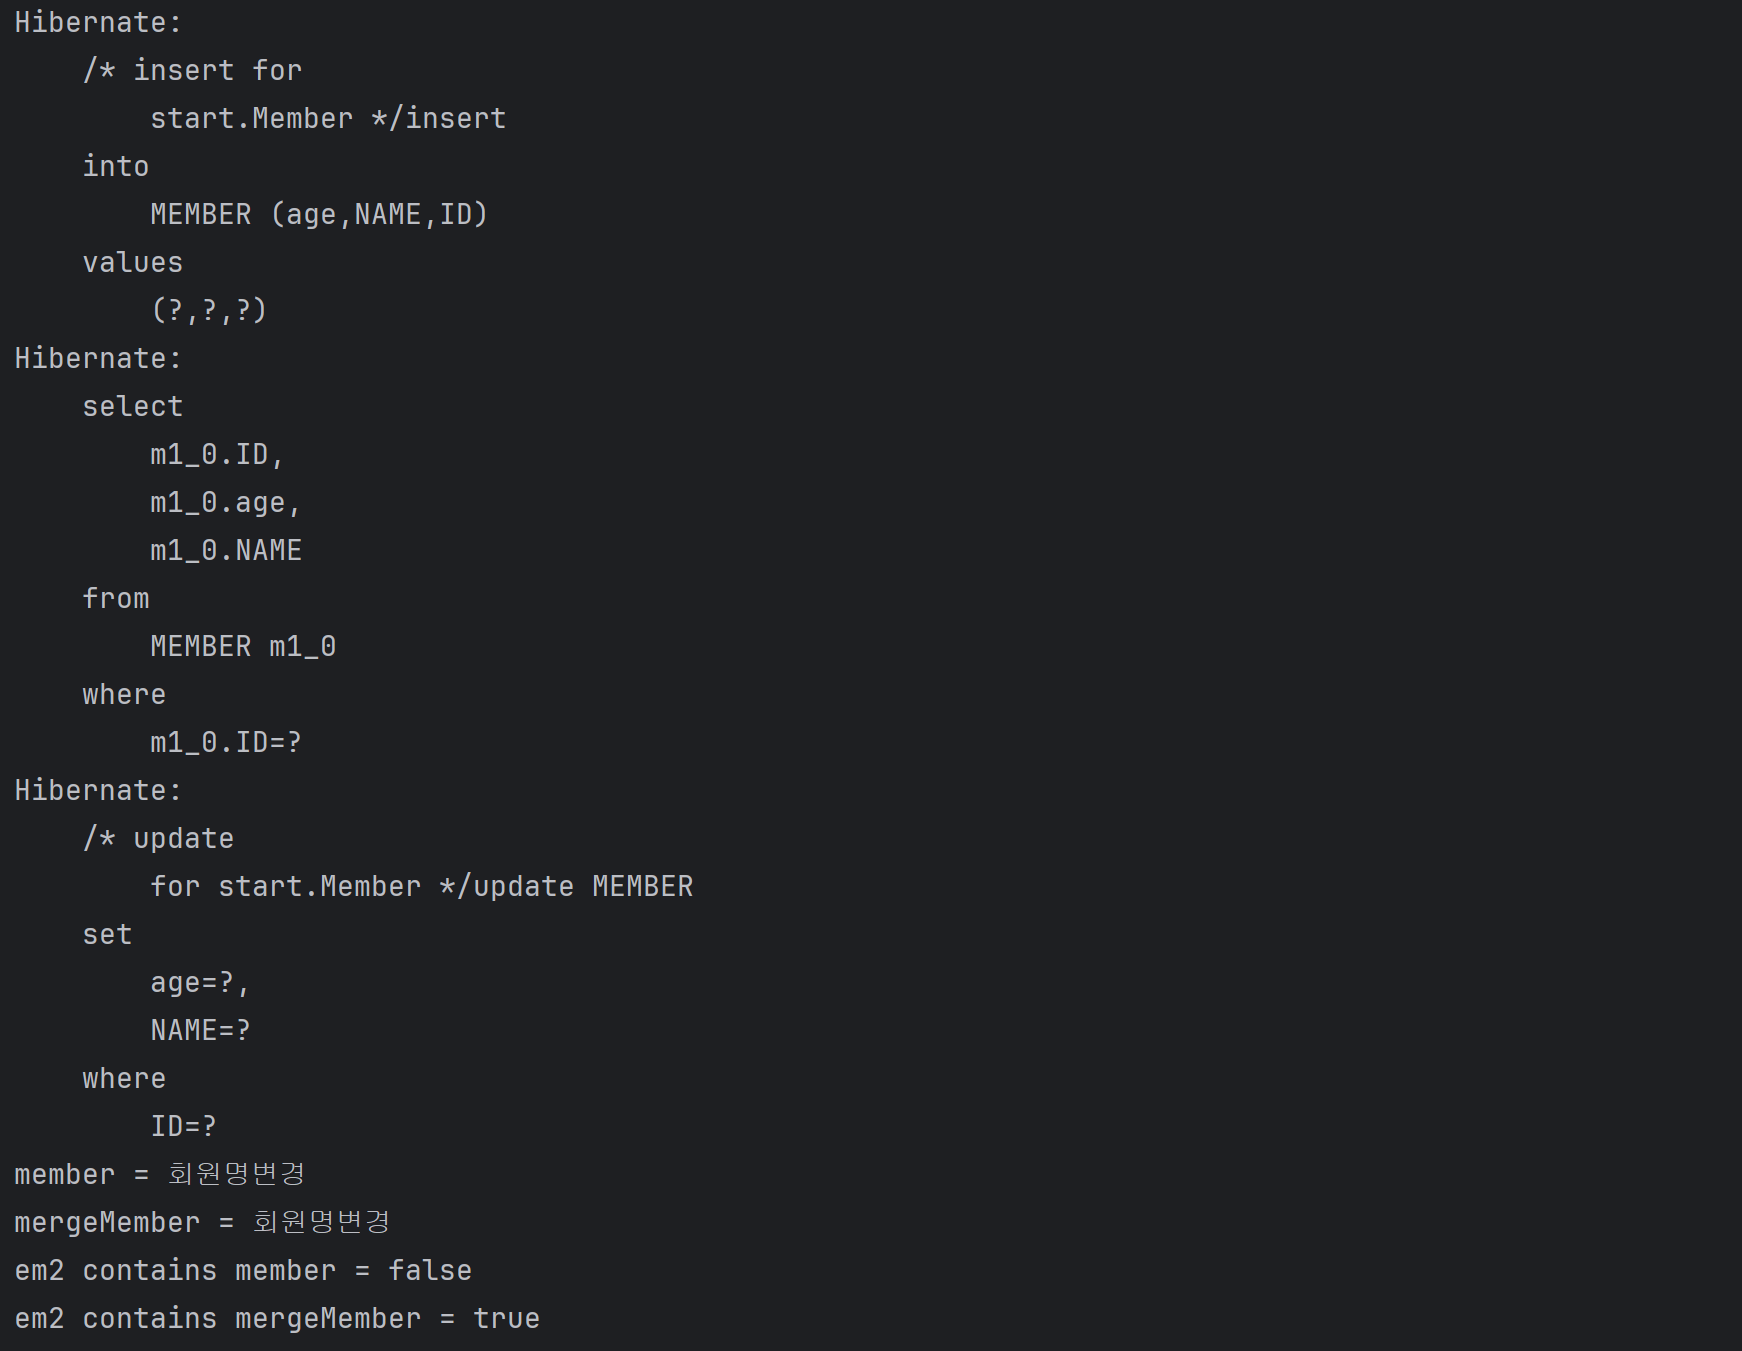 Hibernate:
    /* insert for
        start.Member */insert
    into
        MEMBER (age,NAME,ID)
    values
        (?,?,?)
Hibernate:
    select
        m1_0.ID,
        m1_0.age,
        m1_0.NAME
    from
        MEMBER m1_0
    where
        m1_0.ID=?
Hibernate:
    /* update
        for start.Member */update MEMBER
    set
        age=?,
        NAME=?
    where
        ID=?
member = 회원명변경
mergeMember = 회원명변경
em2 contains member = false
em2 contains mergeMember = true